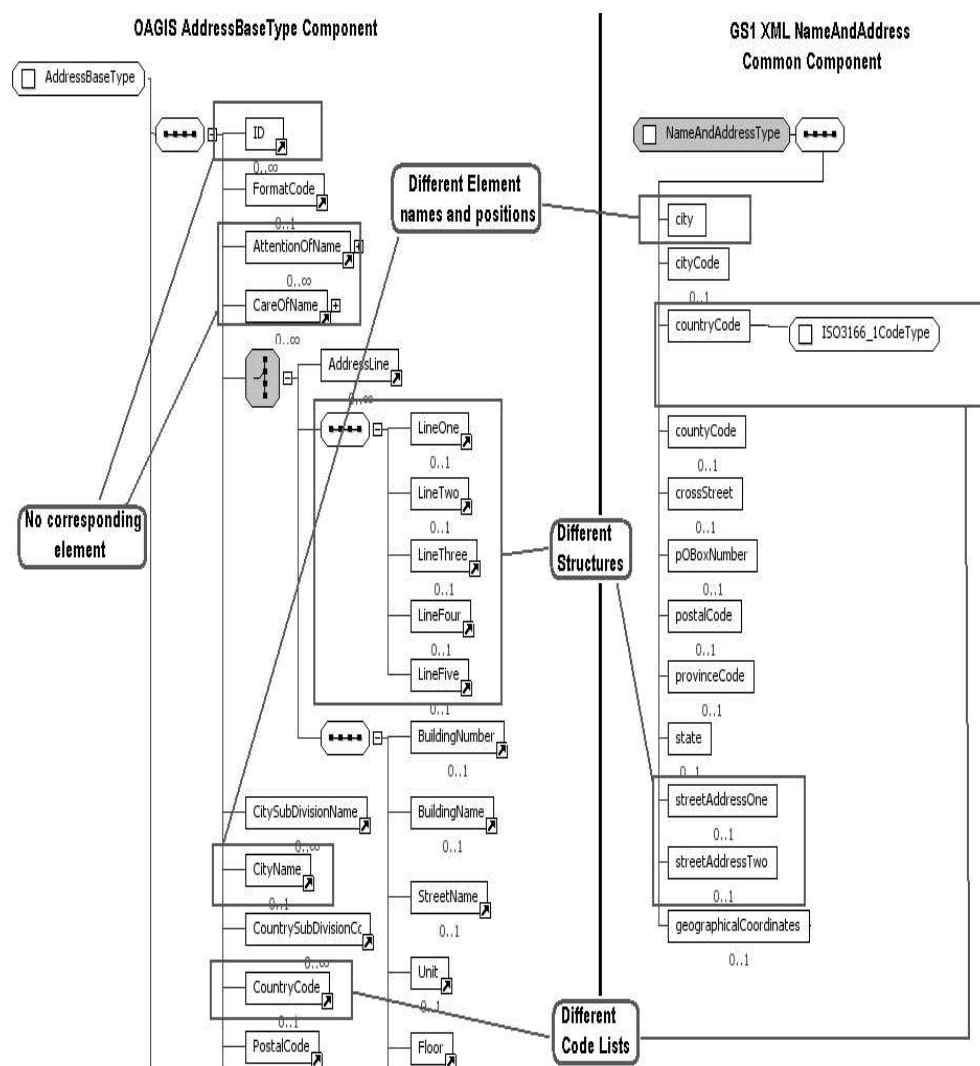 OAGIS AddressBaseType Component
GS1 XML NameAndAddress
Common Component
AddressBaseType
ID
0..∞
FormatCode
0..1
AttentionOfName
0..∞
CareOfName
0..∞
AddressLine
0..∞
LineOne
0..1
LineTwo
0..1
LineThree
0..1
LineFour
0..1
LineFive
0..1
BuildingNumber
0..1
CitySubDivisionName
0..∞
BuildingName
0..1
CityName
0..1
StreetName
0..1
CountrySubDivisionCc
0..∞
Unit
0..1
CountryCode
0..1
PostalCode
Floor
No corresponding
element
Different Element
names and positions
Different
Structures
Different
Code Lists
NameAndAddressType
city
cityCode
0..1
countryCode
ISO3166_1CodeType
countyCode
0..1
crossStreet
0..1
pOBoxNumber
0..1
postalCode
0..1
provinceCode
0..1
state
0..1
streetAddressOne
0..1
streetAddressTwo
0..1
geographicalCoordinates
0..1